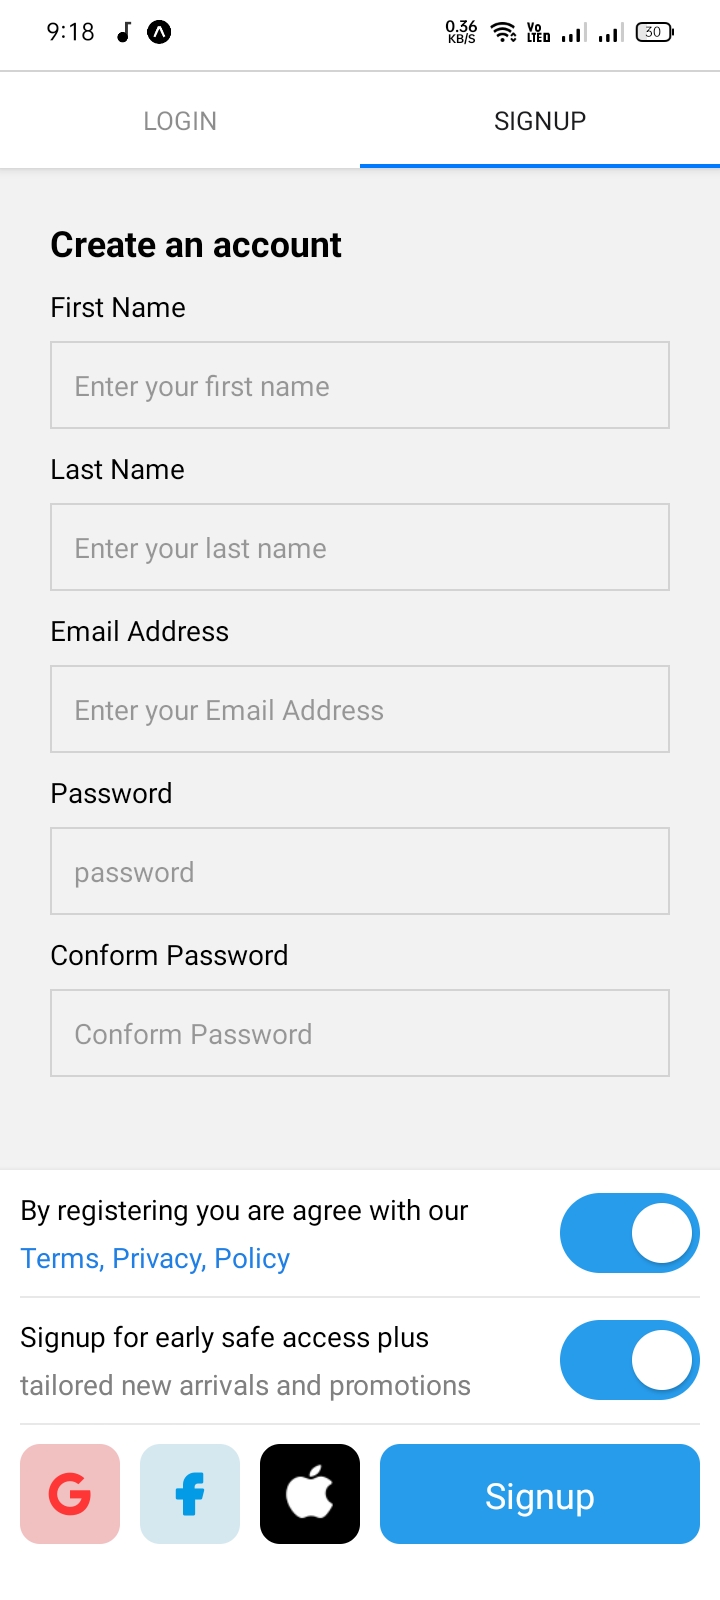 9:18
0.36
KB/S
Vo
LTED
30
LOGIN
SIGNUP
Create an account
First Name
Enter your first name
Last Name
Enter your last name
Email Address
Enter your Email Address
Password
password
Conform Password
Conform Password
By registering you are agree with our
Terms, Privacy, Policy
Signup for early safe access plus
tailored new arrivals and promotions
G
f
Signup